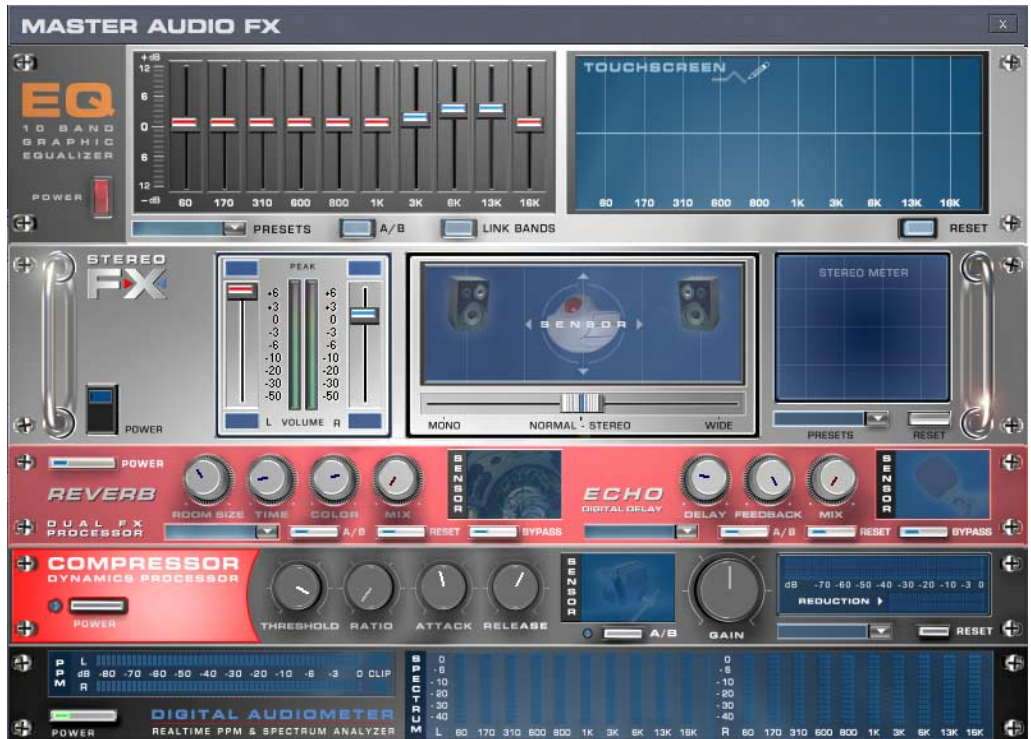 MASTER AUDIO FX
X
EQ
10 BAND
GRAPHIC
EQUALIZER
POWER
+dB
12
6
0
6
12
-dB
60 170 310 600 800 1K 3K 6K 13K 16K
PRESETS A/B LINK BANDS
TOUCHSCREEN
60 170 310 600 800 1K 3K 6K 13K 16K
RESET
STEREO
FX
POWER
PEAK
+6 +6
+3 +3
0 0
-3 -3
-6 -6
-10 -10
-20 -20
-30 -30
-50 -50
L VOLUME R
SENSOR
MONO NORMAL - STEREO WIDE
STEREO METER
PRESETS RESET
POWER
REVERB
DUAL FX
PROCESSOR
ROOM SIZE TIME COLOR MIX
A/B RESET BYPASS
SENSOR
ECHO
DIGITAL DELAY
DELAY FEEDBACK MIX
A/B RESET BYPASS
SENSOR
COMPRESSOR
DYNAMICS PROCESSOR
POWER
THRESHOLD RATIO ATTACK RELEASE
SENSOR
A/B
GAIN
dB -70 -60 -50 -40 -30 -20 -10 -3 0
REDUCTION
RESET
PPM
L
dB -80 -70 -60 -50 -40 -30 -20 -10 -6 -3 0 CLIP
R
POWER
DIGITAL AUDIOMETER
REALTIME PPM & SPECTRUM ANALYZER
SPECTRUM
0
-6
-10
-20
-30
-40
L 60 170 310 600 800 1K 3K 6K 13K 16K
0
-6
-10
-20
-30
-40
R 60 170 310 600 800 1K 3K 6K 13K 16K